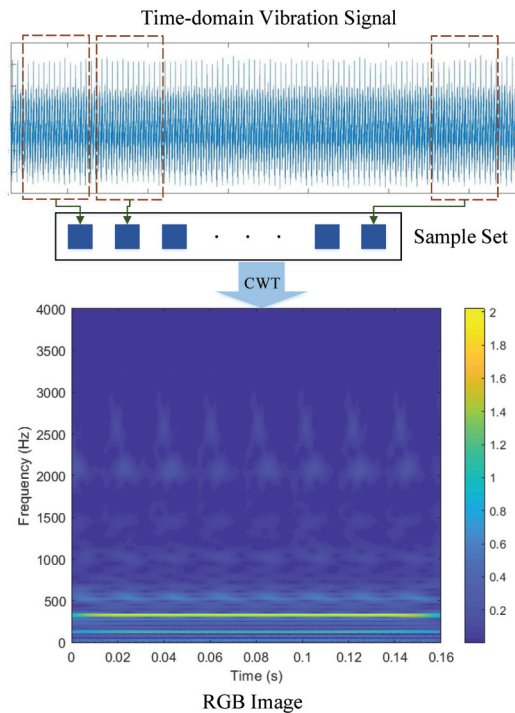 Time-domain Vibration Signal
Sample Set
. . .
CWT
4000
3500
3000
2500
2000
1500
1000
500
0
Frequency (Hz)
0 0.02 0.04 0.06 0.08 0.1 0.12 0.14 0.16
Time (s)
2
1.8
1.6
1.4
1.2
1
0.8
0.6
0.4
0.2
RGB Image